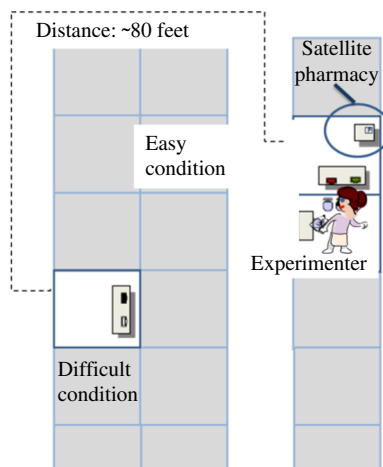 Distance: ~80 feet
Satellite
pharmacy
Easy
condition
Experimenter
Difficult
condition